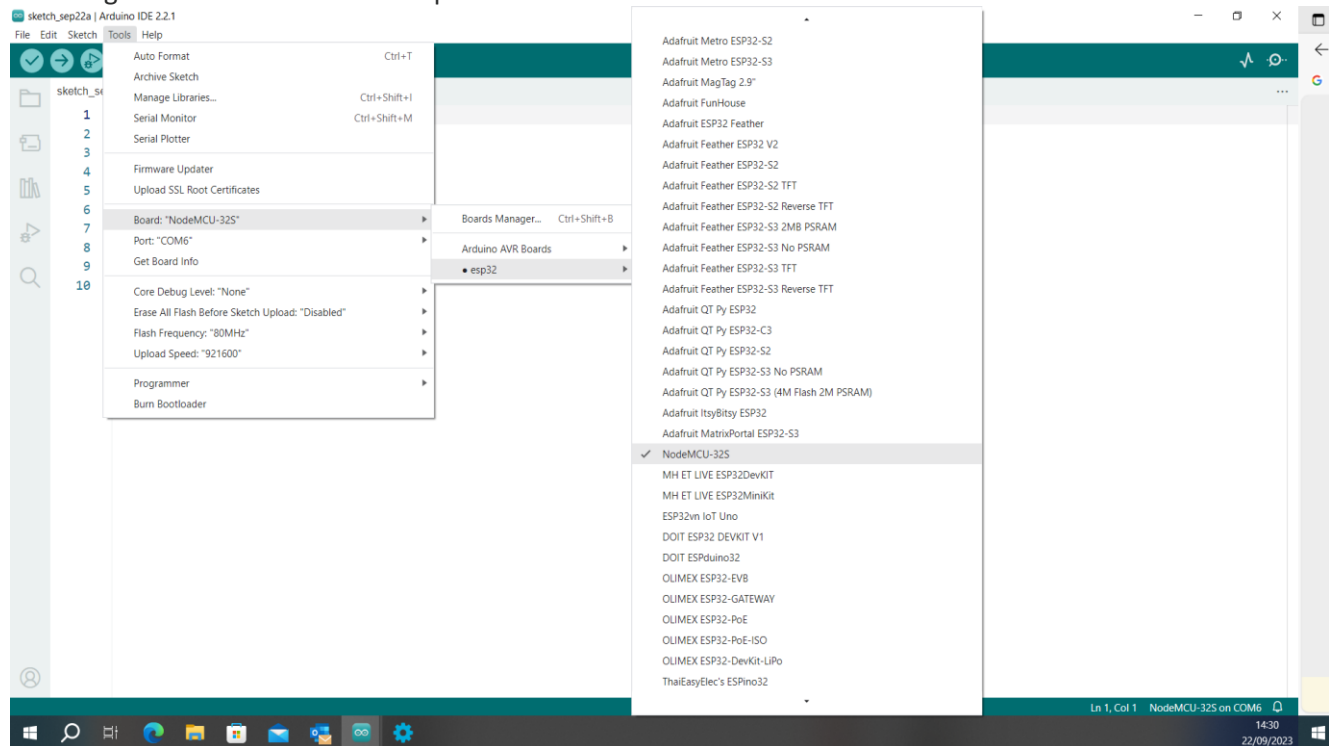 sketch_sep22a | Arduino IDE 2.2.1
File Edit Sketch Tools Help
sketch_se
1
2
3
4
5
6
7
8
9
10
Auto Format Ctrl+T
Archive Sketch
Manage Libraries... Ctrl+Shift+I
Serial Monitor Ctrl+Shift+M
Serial Plotter
Firmware Updater
Upload SSL Root Certificates
Board: "NodeMCU-32S"
Port: "COM6"
Get Board Info
Core Debug Level: "None"
Erase All Flash Before Sketch Upload: "Disabled"
Flash Frequency: "80MHz"
Upload Speed: "921600"
Programmer
Burn Bootloader
Boards Manager... Ctrl+Shift+B
Arduino AVR Boards
esp32
Adafruit Metro ESP32-S2
Adafruit Metro ESP32-S3
Adafruit MagTag 2.9"
Adafruit FunHouse
Adafruit ESP32 Feather
Adafruit Feather ESP32 V2
Adafruit Feather ESP32-S2
Adafruit Feather ESP32-S2 TFT
Adafruit Feather ESP32-S2 Reverse TFT
Adafruit Feather ESP32-S3 2MB PSRAM
Adafruit Feather ESP32-S3 No PSRAM
Adafruit Feather ESP32-S3 TFT
Adafruit Feather ESP32-S3 Reverse TFT
Adafruit QT Py ESP32
Adafruit QT Py ESP32-C3
Adafruit QT Py ESP32-S2
Adafruit QT Py ESP32-S3 No PSRAM
Adafruit QT Py ESP32-S3 (4M Flash 2M PSRAM)
Adafruit ItsyBitsy ESP32
Adafruit MatrixPortal ESP32-S3
NodeMCU-32S
MH ET LIVE ESP32DevKIT
MH ET LIVE ESP32MiniKit
ESP32vn IoT Uno
DOIT ESP32 DEVKIT V1
DOIT ESPduino32
OLIMEX ESP32-EVB
OLIMEX ESP32-GATEWAY
OLIMEX ESP32-PoE
OLIMEX ESP32-PoE-ISO
OLIMEX ESP32-DevKit-LiPo
ThaiEasyElec's ESPino32
Ln 1, Col 1 NodeMCU-32S on COM6
14:30
22/09/2023